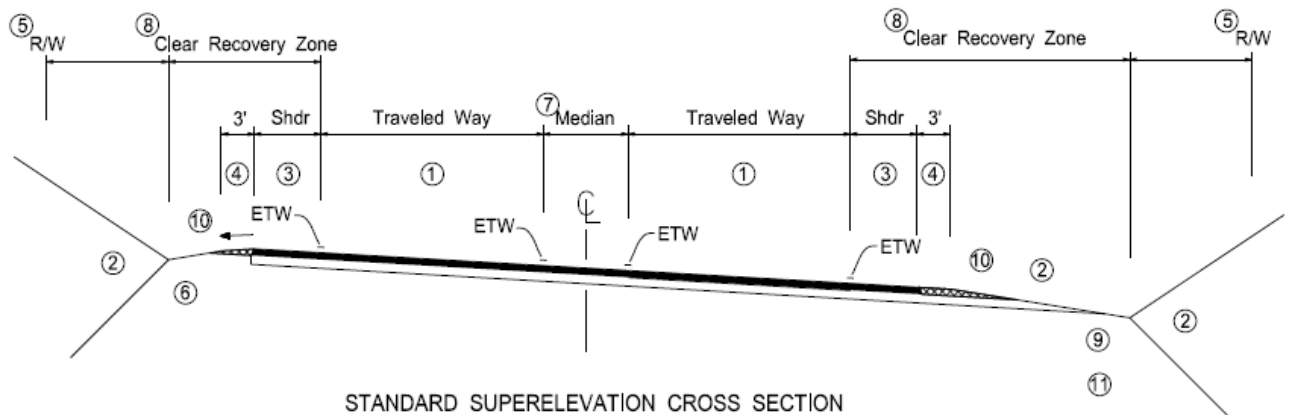 ⑤ R/W ⑧ Clear Recovery Zone ⑧ Clear Recovery Zone ⑤ R/W
3' Shdr Traveled Way ⑦ Median Traveled Way Shdr 3'
④ ③ ① ① ③ ④
⑩ ETW ETW CL ETW ETW ⑩ ②
② ⑥ ⑨ ②
⑪
STANDARD SUPERELEVATION CROSS SECTION